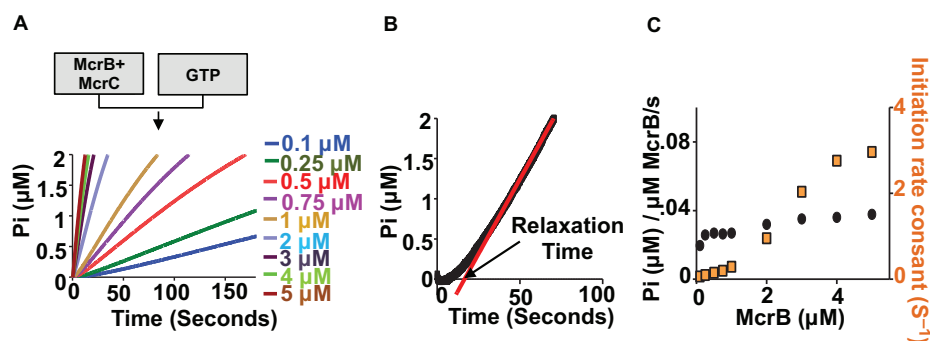 A
McrB+
McrC
GTP
Pi (µM)
2
1.5
1
0.5
0
0 50 100 150
Time (Seconds)
0.1 µM
0.25 µM
0.5 µM
0.75 µM
1 µM
2 µM
3 µM
4 µM
5 µM
B
Pi (µM)
2
1.5
1
0.5
0
0 50 100
Time (Seconds)
Relaxation
Time
C
Pi (µM) / µM McrB/s
.08
.04
0
0 2 4
McrB (µM)
4
2
0
Initiation rate consant (S⁻¹)